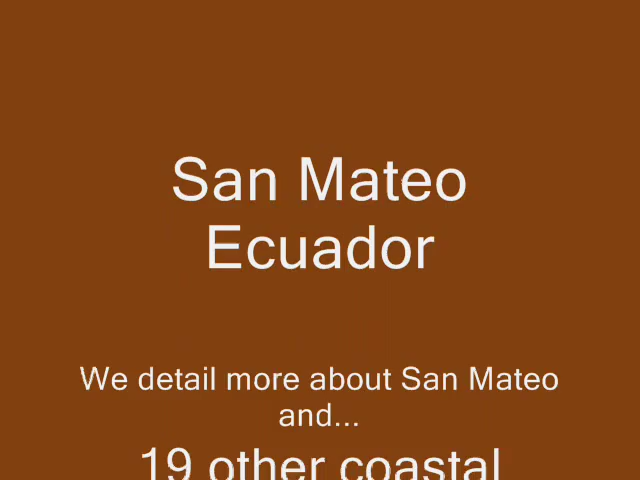 San Mateo
Ecuador
We detail more about San Mateo
and...
19 other coastal